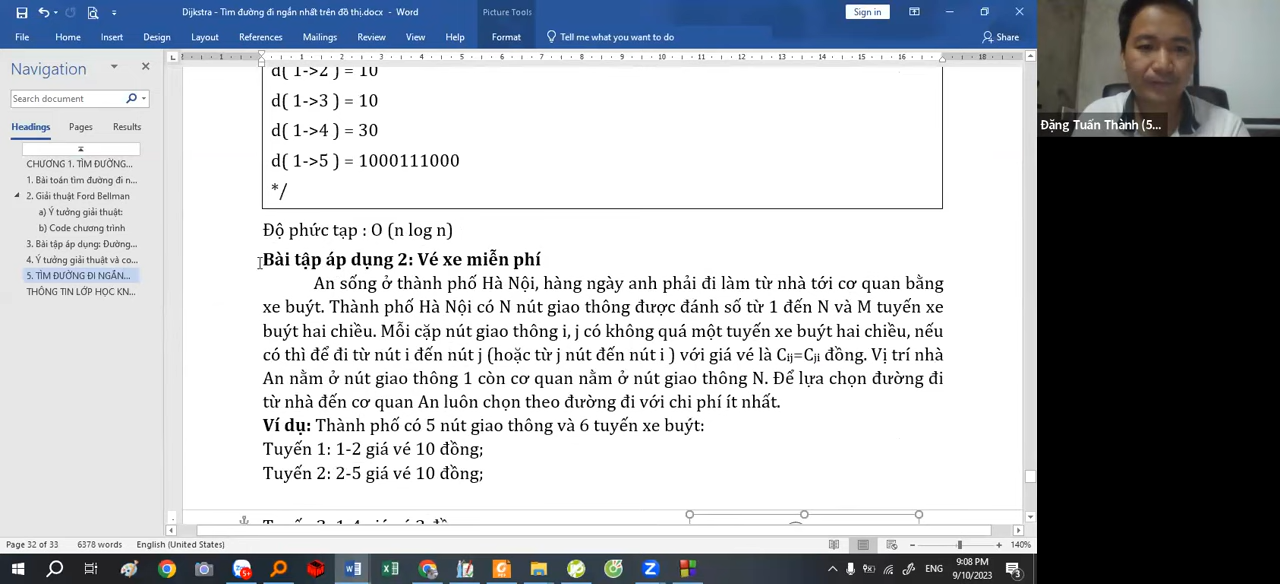 Dijkstra - Tìm đường đi ngắn nhất trên đồ thị.docx - Word
Picture Tools
Sign in
File Home Insert Design Layout References Mailings Review View Help Format Tell me what you want to do Share
Navigation
Search document
Headings Pages Results
CHƯƠNG 1. TÌM ĐƯỜNG...
1. Bài toán tìm đường đi n...
2. Giải thuật Ford Bellman
a) Ý tưởng giải thuật:
b) Code chương trình
3. Bài tập áp dụng: Đường...
4. Ý tưởng giải thuật và co...
5. TÌM ĐƯỜNG ĐI NGẮN...
THÔNG TIN LỚP HỌC KN...
d( 1->2 ) = 10
d( 1->3 ) = 10
d( 1->4 ) = 30
d( 1->5 ) = 1000111000
*/
Độ phức tạp : O (n log n)
Bài tập áp dụng 2: Vé xe miễn phí
An sống ở thành phố Hà Nội, hàng ngày anh phải đi làm từ nhà tới cơ quan bằng
xe buýt. Thành phố Hà Nội có N nút giao thông được đánh số từ 1 đến N và M tuyến xe
buýt hai chiều. Mỗi cặp nút giao thông i, j có không quá một tuyến xe buýt hai chiều, nếu
có thì để đi từ nút i đến nút j (hoặc từ j nút đến nút i ) với giá vé là Cij=Cji đồng. Vị trí nhà
An nằm ở nút giao thông 1 còn cơ quan nằm ở nút giao thông N. Để lựa chọn đường đi
từ nhà đến cơ quan An luôn chọn theo đường đi với chi phí ít nhất.
Ví dụ: Thành phố có 5 nút giao thông và 6 tuyến xe buýt:
Tuyến 1: 1-2 giá vé 10 đồng;
Tuyến 2: 2-5 giá vé 10 đồng;
Đặng Tuấn Thành (5...
Page 32 of 33 6378 words English (United States) 140%
ENG
9:08 PM
9/10/2023